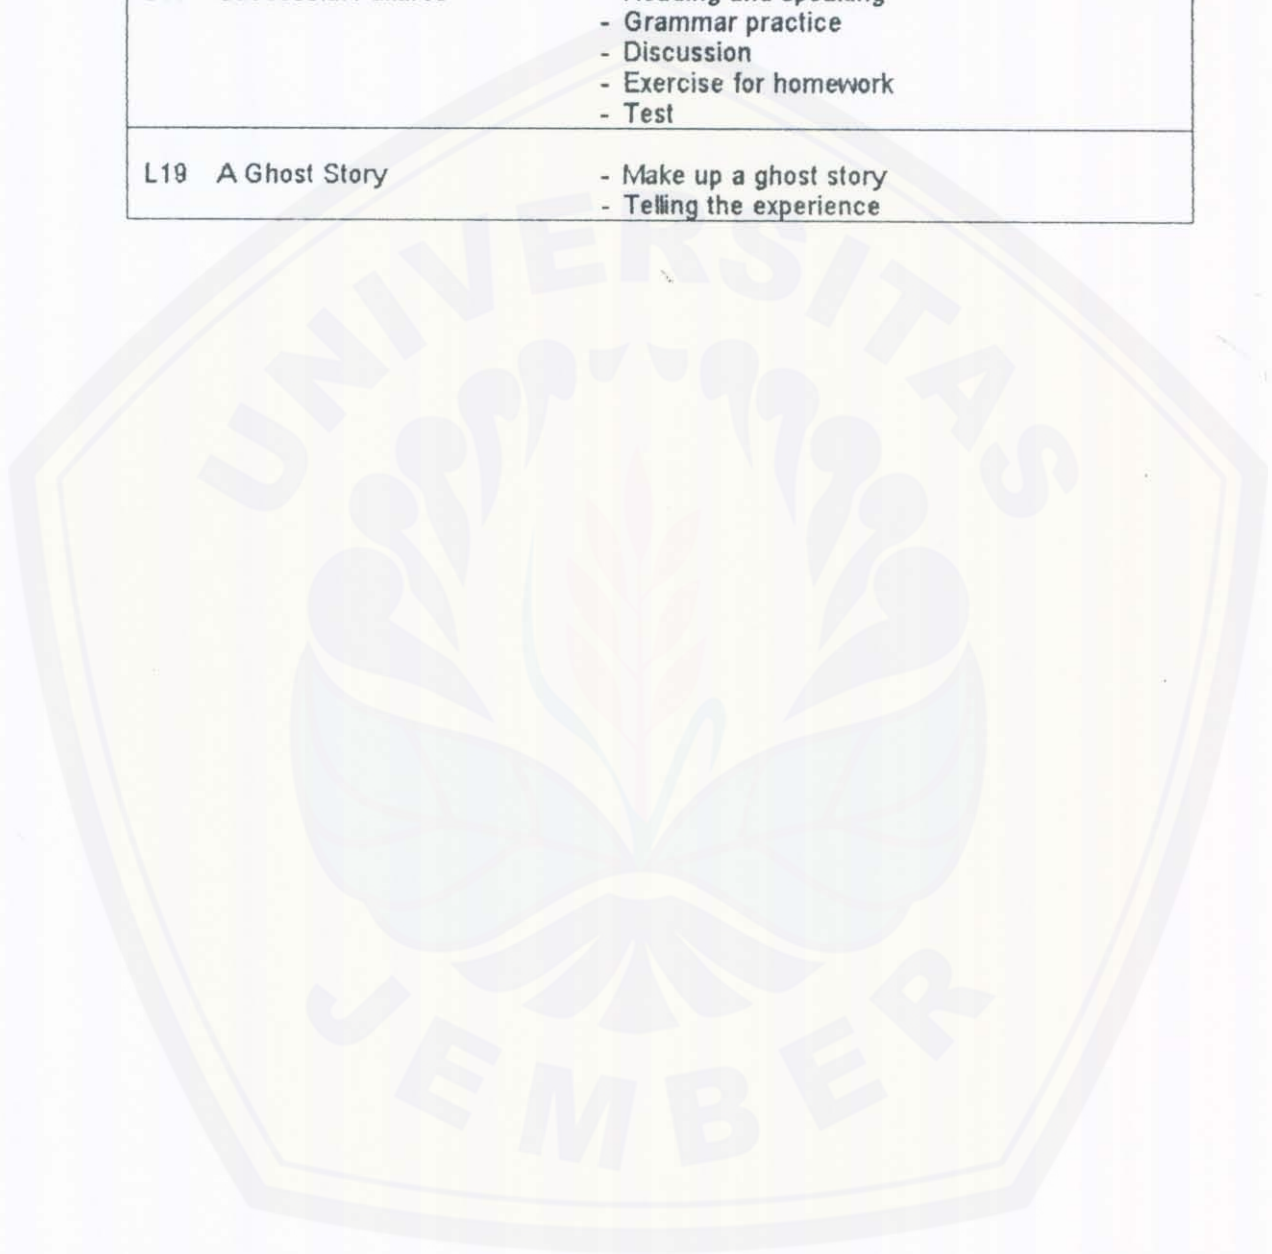 - Grammar practice
- Discussion
- Exercise for homework
- Test
L19 A Ghost Story - Make up a ghost story
- Telling the experience
UNIVERSITAS
JEMBER